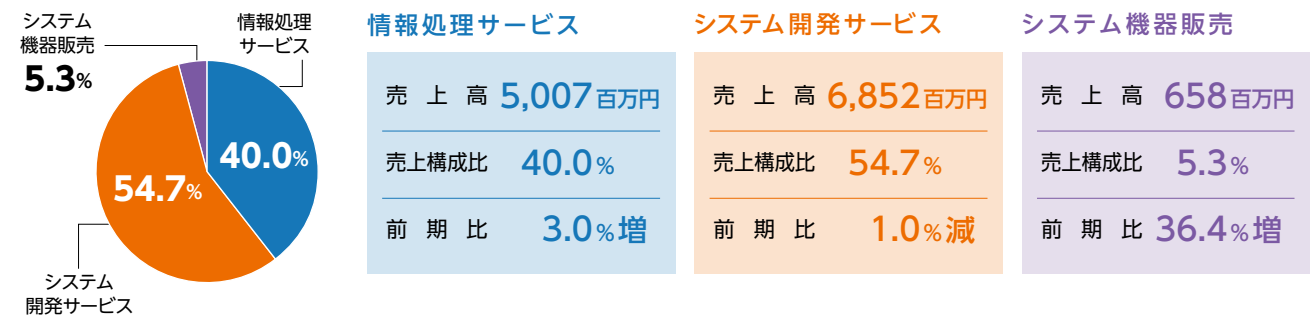 システム
機器販売
5.3%
情報処理
サービス
40.0%
54.7%
システム
開発サービス
情報処理サービス
売上高 5,007百万円
売上構成比 40.0%
前期比 3.0%増
システム開発サービス
売上高 6,852百万円
売上構成比 54.7%
前期比 1.0%減
システム機器販売
売上高 658百万円
売上構成比 5.3%
前期比 36.4%増